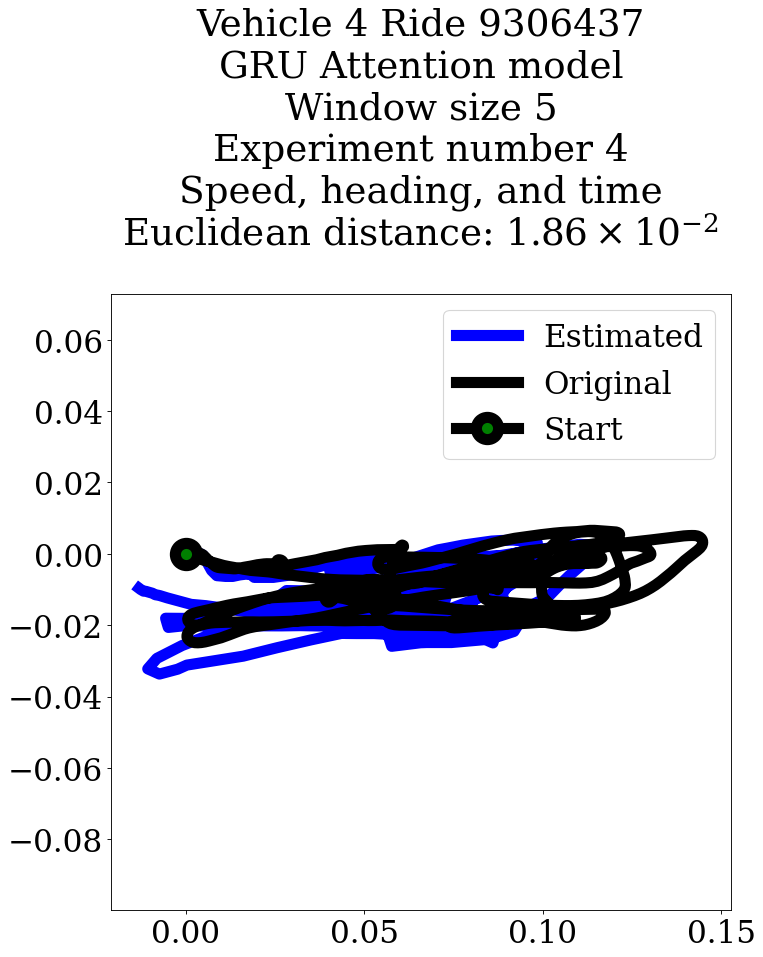 Vehicle 4 Ride 9306437
GRU Attention model
Window size 5
Experiment number 4
Speed, heading, and time
Euclidean distance: 1.86 × 10⁻²
Estimated
Original
Start
0.06
0.04
0.02
0.00
−0.02
−0.04
−0.06
−0.08
0.00 0.05 0.10 0.15